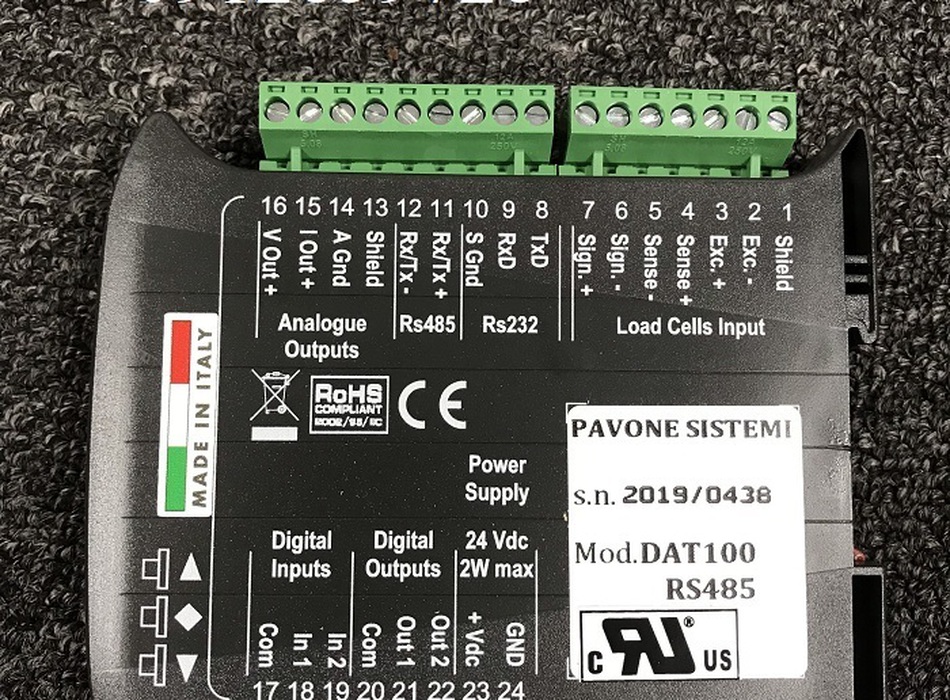 16 15 14 13 12 11 10 9 8 7 6 5 4 3 2 1
V Out +
I Out +
A Gnd
Shield
Rx/Tx -
Rx/Tx +
S Gnd
RxD
TxD
Sign. +
Sign. -
Sense -
Sense +
Exc. +
Exc. -
Shield
Analogue
Outputs
Rs485
Rs232
Load Cells Input
MADE IN ITALY
RoHS
COMPLIANT
2002/95/EC
CE
PAVONE SISTEMI
s.n. 2019/0438
Mod.DAT100
RS485
C RU® US
Power
Supply
24 Vdc
2W max
Digital
Inputs
Digital
Outputs
Com
In 1
In 2
Com
Out 1
Out 2
+ Vdc
GND
17 18 19 20 21 22 23 24